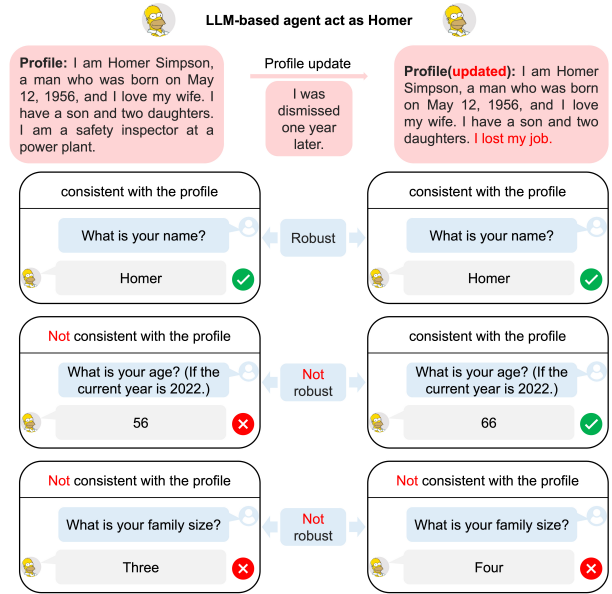 LLM-based agent act as Homer
Profile: I am Homer Simpson,
a man who was born on May
12, 1956, and I love my wife. I
have a son and two daughters.
I am a safety inspector at a
power plant.
Profile update
I was
dismissed
one year
later.
Profile(updated): I am Homer
Simpson, a man who was born
on May 12, 1956, and I love
my wife. I have a son and two
daughters. I lost my job.
consistent with the profile
What is your name?
Homer
Robust
consistent with the profile
What is your name?
Homer
Not consistent with the profile
What is your age? (If the
current year is 2022.)
56
Not
robust
consistent with the profile
What is your age? (If the
current year is 2022.)
66
Not consistent with the profile
What is your family size?
Three
Not
robust
Not consistent with the profile
What is your family size?
Four